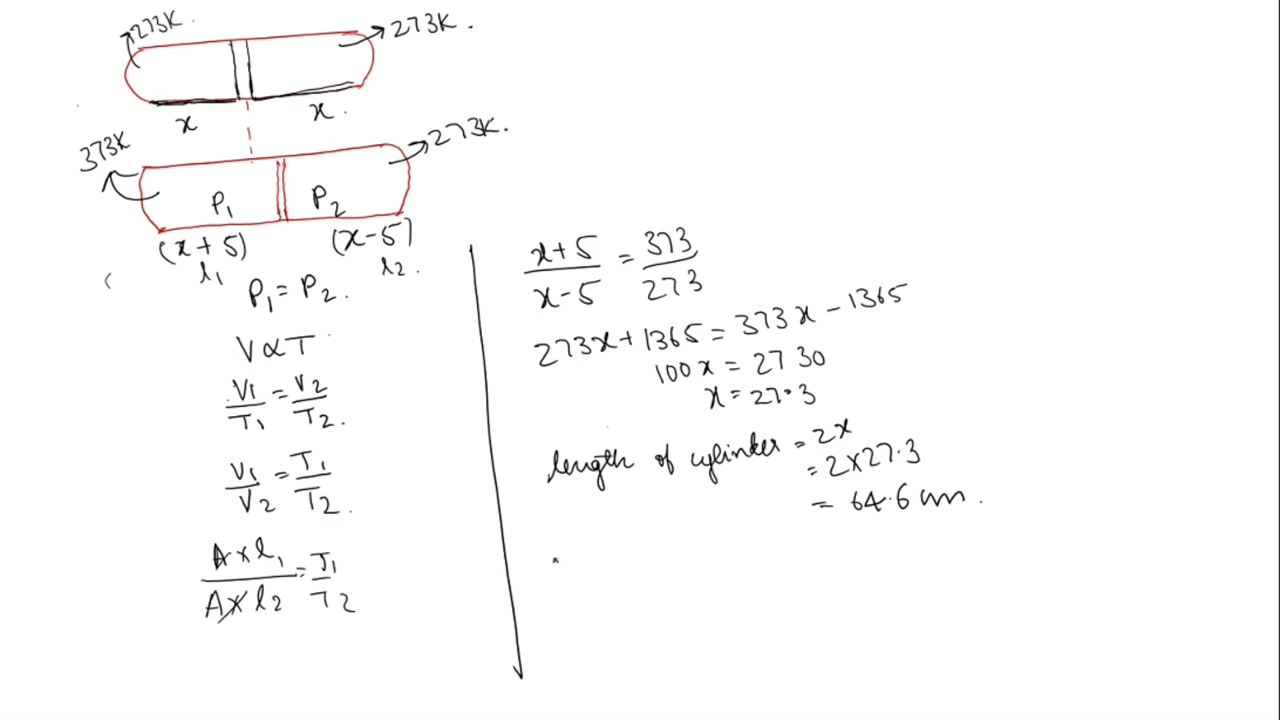 273K.
273K.
x
x.
373K
273K.
P₁
P₂
(x+5)
(x-5)
l₁
l₂.
P₁ = P₂.
V∝T
V₁/T₁ = V₂/T₂.
V₁/V₂ = T₁/T₂.
A×l₁/A×l₂ = T₁/T₂
x+5/x-5 = 373/273
273x+1365 = 373x-1365
100x = 2730
x = 27.3
length of cylinder = 2x
= 2×27.3
= 64.6 cm.